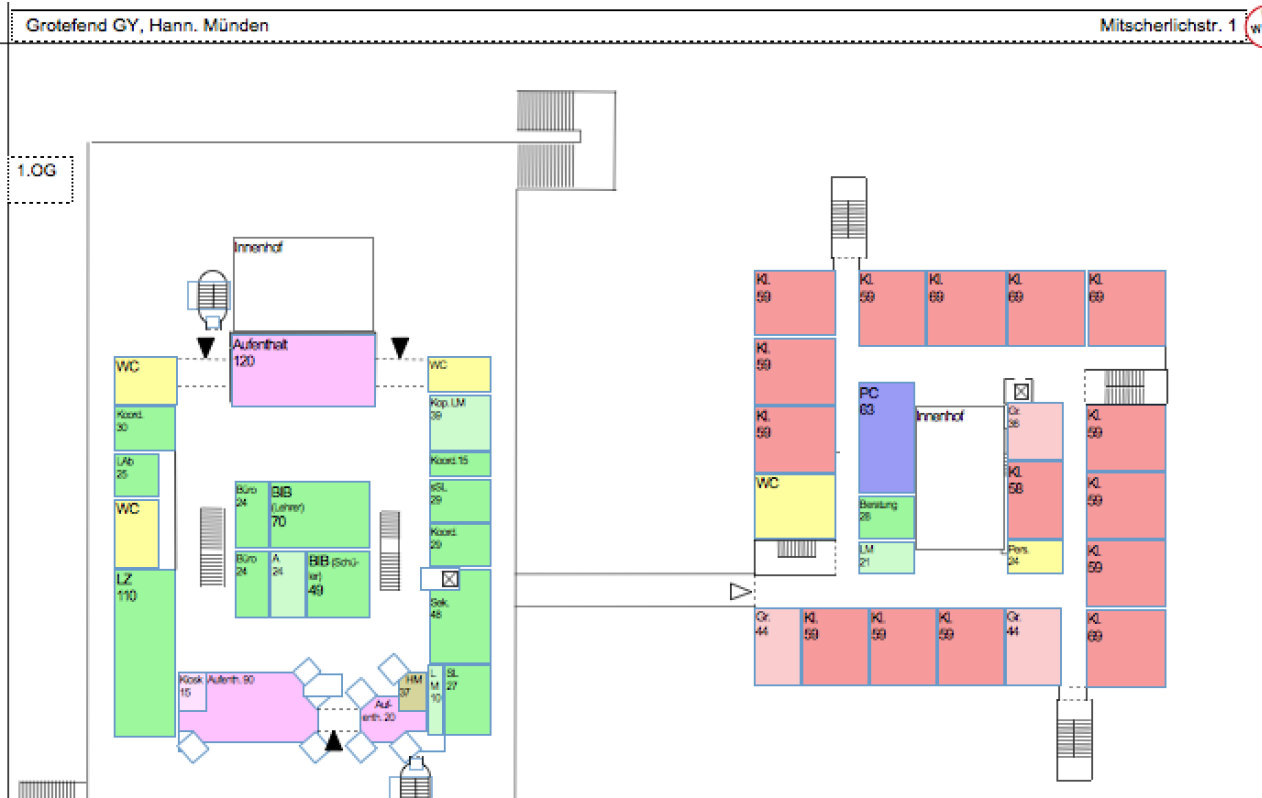 Grotefend GY, Hann. Münden
Mitscherlichstr. 1
1.OG
Innenhof
Aufenthalt
120
WC
WC
Koord.
30
LAb
25
WC
LZ
110
Kop. LM
39
Koord. 15
sSL
29
Koord.
29
Sek.
48
Büro
24
BIB
(Lehrer)
70
Büro
24
A
24
BIB (Schü-
ler)
49
Kiosk
15
Aufenth. 90
Auf-
enth. 20
HM
37
L
M
10
SL
27
Kl.
59
Kl.
59
Kl.
69
Kl.
69
Kl.
69
Kl.
59
Kl.
59
WC
PC
63
Beratung
28
LM
21
Innenhof
Gr.
36
Kl.
58
Pers.
24
Kl.
59
Kl.
59
Kl.
59
Kl.
69
Gr.
44
Kl.
59
Kl.
59
Kl.
59
Gr.
44